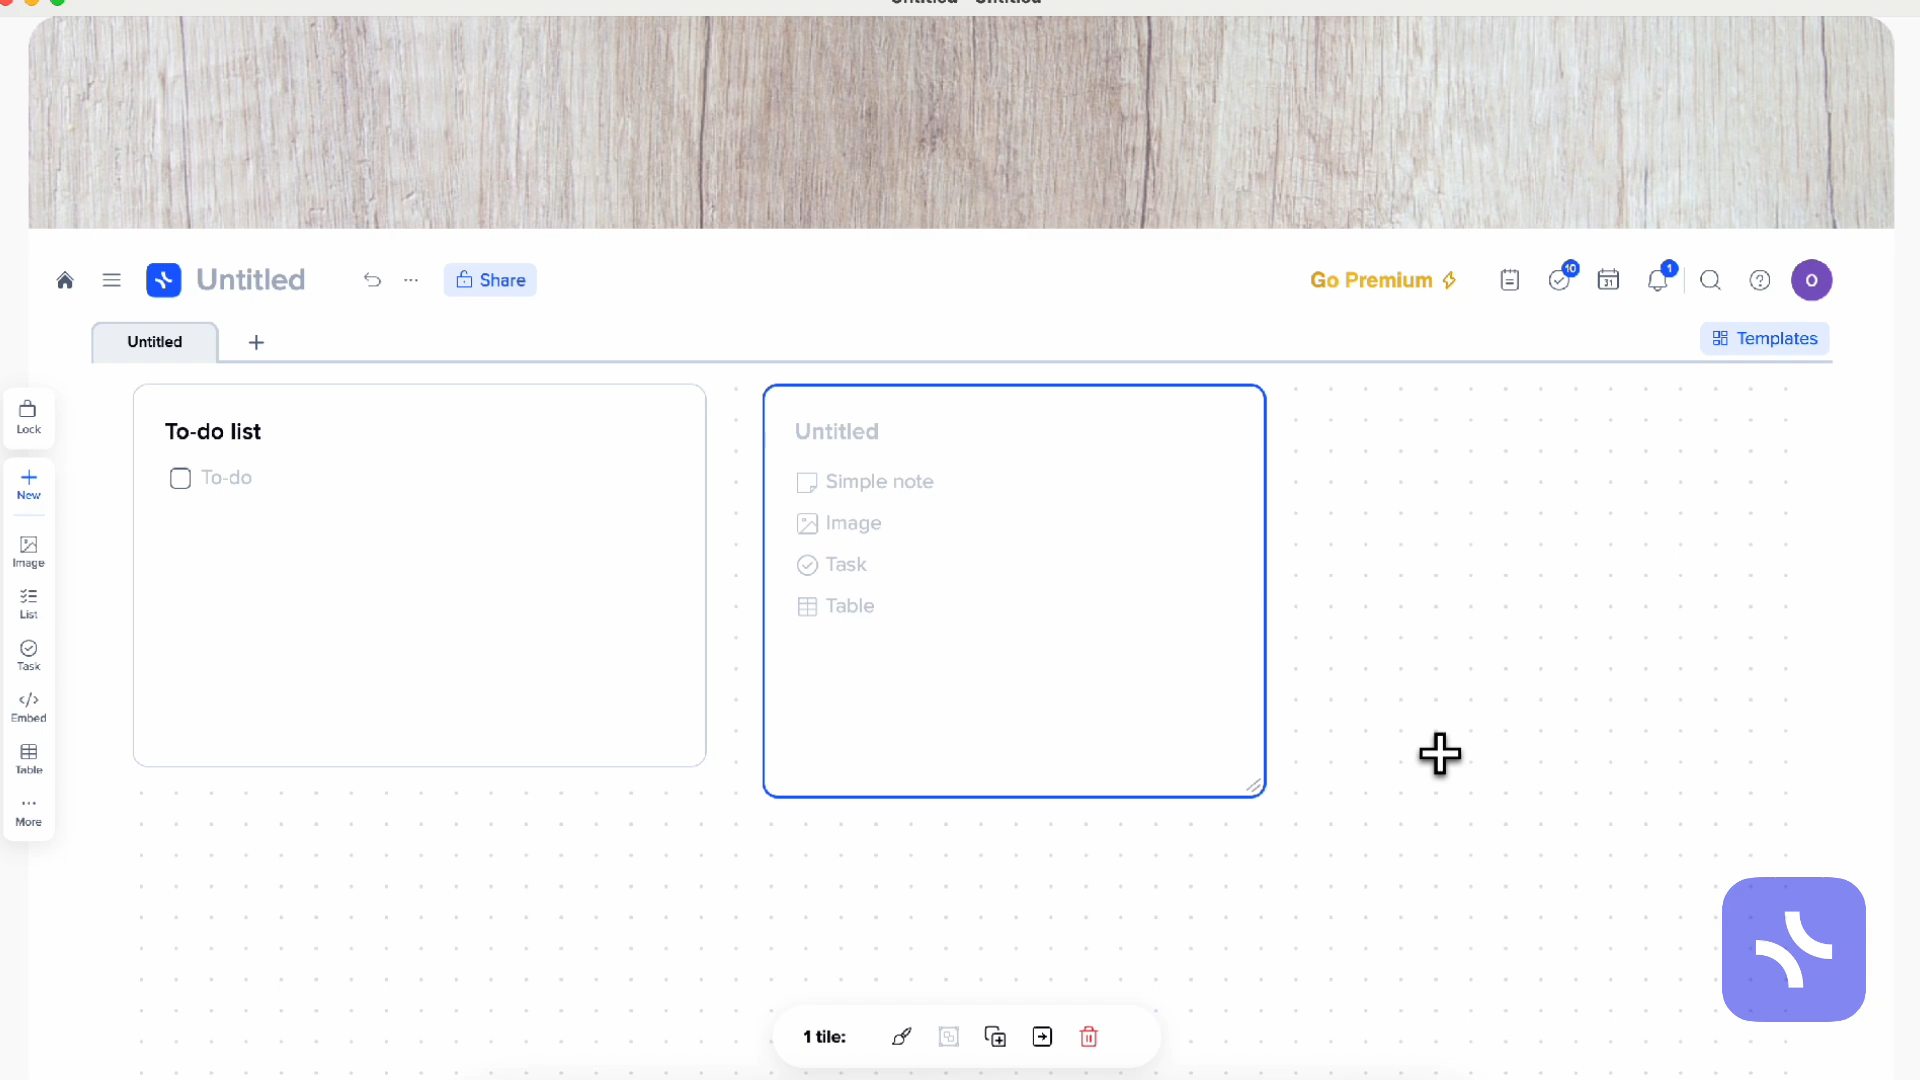 Untitled
Share
Go Premium
10
31
1
O
Untitled
Templates
To-do list
To-do
Untitled
Simple note
Image
Task
Table
Lock
New
Image
List
Task
Embed
Table
More
1 tile: